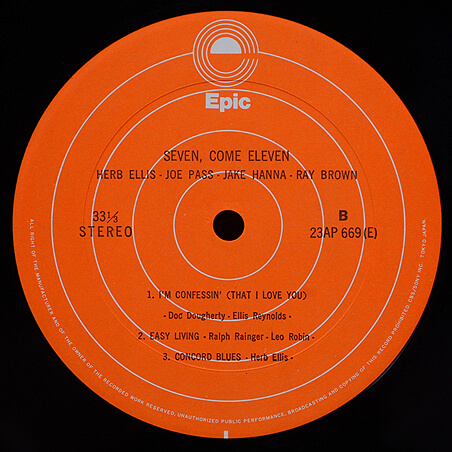 Epic
SEVEN, COME ELEVEN
HERB ELLIS - JOE PASS - JAKE HANNA - RAY BROWN
33⅓
STEREO
B
23AP 669 (E)
1. I'M CONFESSIN' (THAT I LOVE YOU)
- Doc Dougherty - Ellis Reynolds -
2. EASY LIVING - Ralph Rainger - Leo Robin -
3. CONCORD BLUES - Herb Ellis -
ALL RIGHT OF THE MANUFACTURER AND OF THE OWNER OF THE RECORDED WORK RESERVED, UNAUTHORIZED PUBLIC PERFORMANCE, BROADCASTING AND COPYING OF THIS RECORD PROHIBITED. CBS/SONY INC. TOKYO JAPAN.